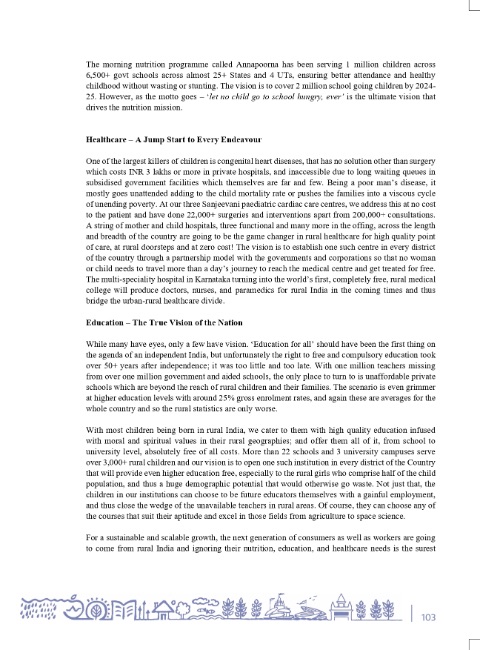 The morning nutrition programme called Annapoorna has been serving 1 million children across
6,500+ govt schools across almost 25+ States and 4 UTs, ensuring better attendance and healthy
childhood without wasting or stunting. The vision is to cover 2 million school going children by 2024-
25. However, as the motto goes – ‘let no child go to school hungry, ever’ is the ultimate vision that
drives the nutrition mission.
Healthcare – A Jump Start to Every Endeavour
One of the largest killers of children is congenital heart diseases, that has no solution other than surgery
which costs INR 3 lakhs or more in private hospitals, and inaccessible due to long waiting queues in
subsidised government facilities which themselves are far and few. Being a poor man’s disease, it
mostly goes unattended adding to the child mortality rate or pushes the families into a viscous cycle
of unending poverty. At our three Sanjeevani paediatric cardiac care centres, we address this at no cost
to the patient and have done 22,000+ surgeries and interventions apart from 200,000+ consultations.
A string of mother and child hospitals, three functional and many more in the offing, across the length
and breadth of the country are going to be the game changer in rural healthcare for high quality point
of care, at rural doorsteps and at zero cost! The vision is to establish one such centre in every district
of the country through a partnership model with the governments and corporations so that no woman
or child needs to travel more than a day’s journey to reach the medical centre and get treated for free.
The multi-speciality hospital in Karnataka turning into the world’s first, completely free, rural medical
college will produce doctors, nurses, and paramedics for rural India in the coming times and thus
bridge the urban-rural healthcare divide.
Education – The True Vision of the Nation
While many have eyes, only a few have vision. ‘Education for all’ should have been the first thing on
the agenda of an independent India, but unfortunately the right to free and compulsory education took
over 50+ years after independence; it was too little and too late. With one million teachers missing
from over one million government and aided schools, the only place to turn to is unaffordable private
schools which are beyond the reach of rural children and their families. The scenario is even grimmer
at higher education levels with around 25% gross enrolment rates, and again these are averages for the
whole country and so the rural statistics are only worse.
With most children being born in rural India, we cater to them with high quality education infused
with moral and spiritual values in their rural geographies; and offer them all of it, from school to
university level, absolutely free of all costs. More than 22 schools and 3 university campuses serve
over 3,000+ rural children and our vision is to open one such institution in every district of the Country
that will provide even higher education free, especially to the rural girls who comprise half of the child
population, and thus a huge demographic potential that would otherwise go waste. Not just that, the
children in our institutions can choose to be future educators themselves with a gainful employment,
and thus close the wedge of the unavailable teachers in rural areas. Of course, they can choose any of
the courses that suit their aptitude and excel in those fields from agriculture to space science.
For a sustainable and scalable growth, the next generation of consumers as well as workers are going
to come from rural India and ignoring their nutrition, education, and healthcare needs is the surest
103